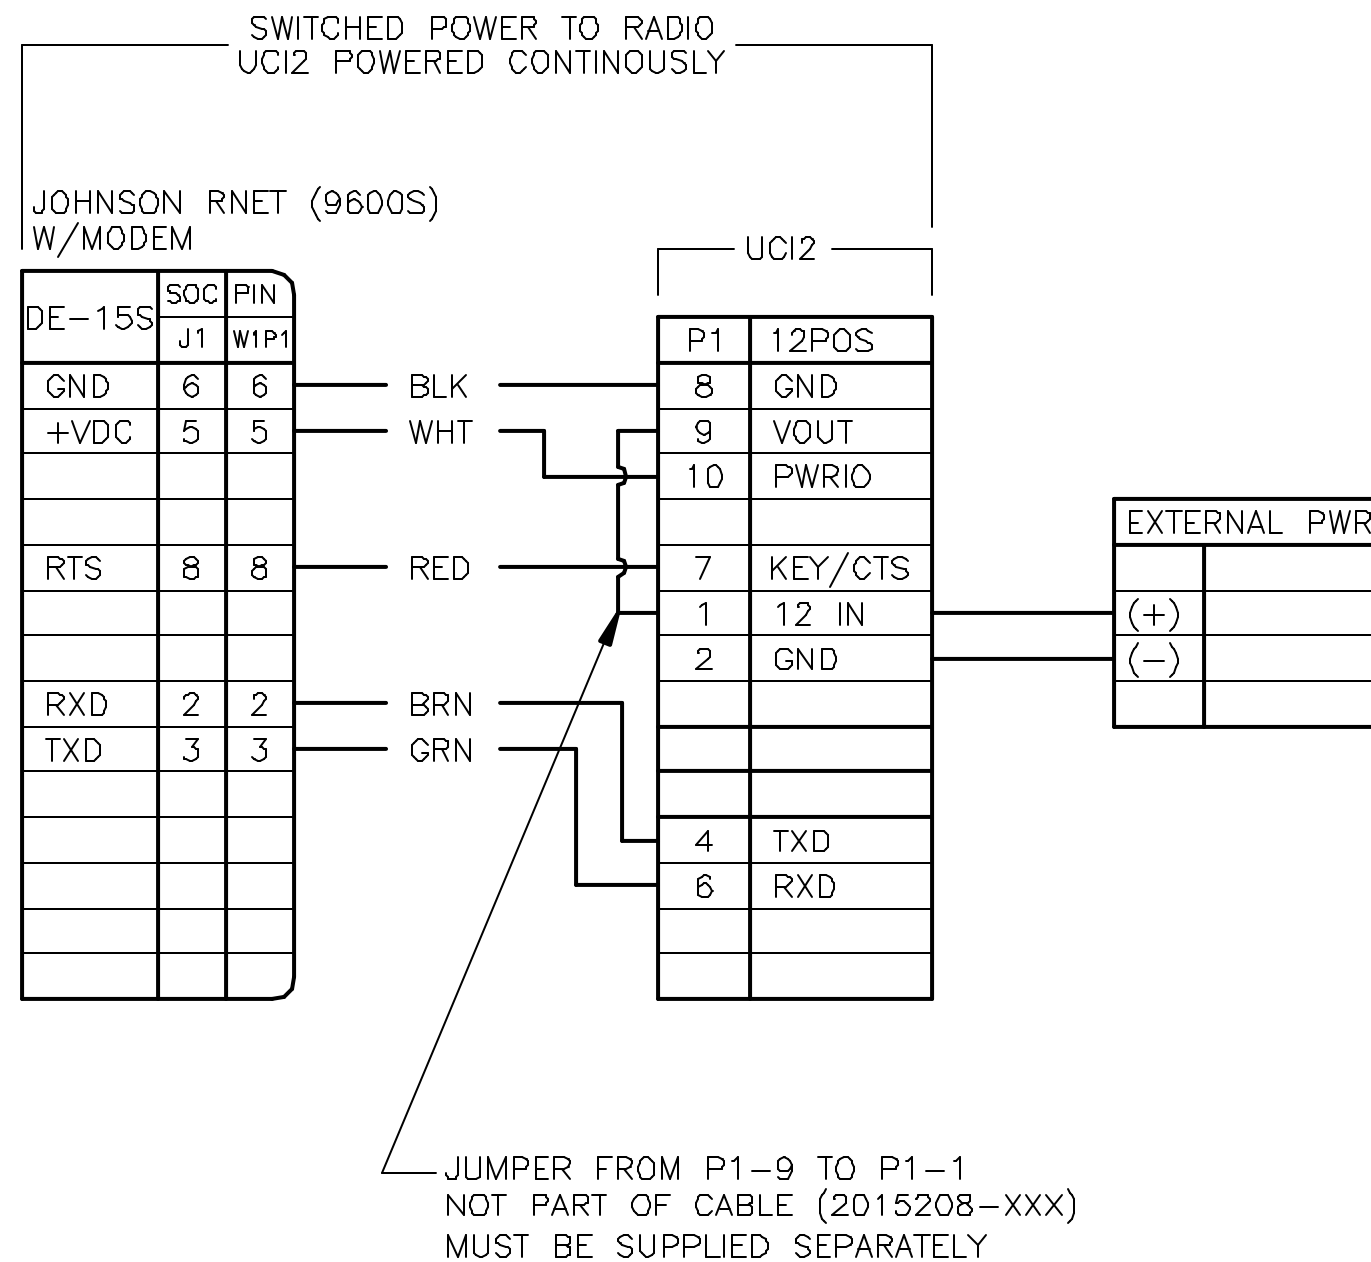 SWITCHED POWER TO RADIO
UCI2 POWERED CONTINOUSLY
JOHNSON RNET (9600S)
W/MODEM
UCI2
DE-15S SOC PIN
J1 W1P1
P1 12POS
GND 6 6 BLK 8 GND
+VDC 5 5 WHT 9 VOUT
10 PWRIO
EXTERNAL PWR
RTS 8 8 RED 7 KEY/CTS
1 12 IN (+)
2 GND (-)
RXD 2 2 BRN
TXD 3 3 GRN
4 TXD
6 RXD
JUMPER FROM P1-9 TO P1-1
NOT PART OF CABLE (2015208-XXX)
MUST BE SUPPLIED SEPARATELY